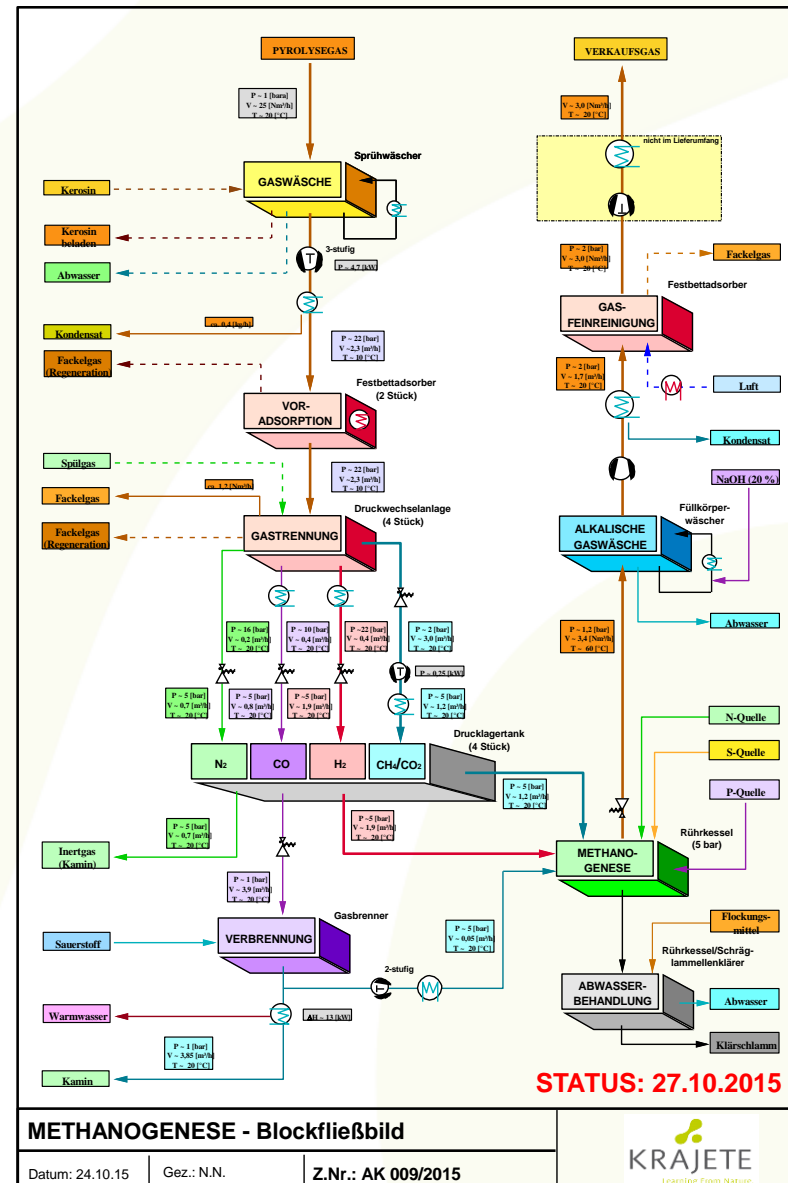 PYROLYSEGAS
P ~ 1 [bara]
V ~ 25 [Nm³/h]
T ~ 20 [°C]
Sprühwäscher
GASWÄSCHE
Kerosin
Kerosin
beladen
Abwasser
3-stufig
P ~ 4,7 [kW]
Kondensat
ca. 0,4 [kg/h]
P ~ 22 [bar]
V ~2,3 [m³/h]
T ~ 10 [°C]
Fackelgas
(Regeneration)
Festbettadsorber
(2 Stück)
VOR-
ADSORPTION
Spülgas
P ~ 22 [bar]
V ~2,3 [m³/h]
T ~ 10 [°C]
ca. 1,2 [Nm³/h]
Fackelgas
Druckwechselanlage
(4 Stück)
GASTRENNUNG
Fackelgas
(Regeneration)
P ~ 16 [bar]
V ~ 0,2 [m³/h]
T ~ 20 [°C]
P ~ 10 [bar]
V ~ 0,4 [m³/h]
T ~ 20 [°C]
P ~22 [bar]
V ~ 0,4 [m³/h]
T ~ 20 [°C]
P ~ 2 [bar]
V ~ 3,0 [m³/h]
T ~ 20 [°C]
P ~ 0,25 [kW]
P ~ 5 [bar]
V ~ 0,7 [m³/h]
T ~ 20 [°C]
P ~ 5 [bar]
V ~ 0,8 [m³/h]
T ~ 20 [°C]
P ~5 [bar]
V ~ 1,9 [m³/h]
T ~ 20 [°C]
P ~ 5 [bar]
V ~ 1,2 [m³/h]
T ~ 20 [°C]
Drucklagertank
(4 Stück)
N₂
CO
H₂
CH₄/CO₂
P ~ 5 [bar]
V ~ 1,2 [m³/h]
T ~ 20 [°C]
P ~ 5 [bar]
V ~ 0,7 [m³/h]
T ~ 20 [°C]
P ~5 [bar]
V ~ 1,9 [m³/h]
T ~ 20 [°C]
Inertgas
(Kamin)
P ~ 1 [bar]
V ~ 3,9 [m³/h]
T ~ 20 [°C]
Gasbrenner
VERBRENNUNG
Sauerstoff
P ~ 5 [bar]
V ~ 0,05 [m³/h]
T ~ 20 [°C]
2-stufig
Warmwasser
ΔH ~ 13 [kW]
P ~ 1 [bar]
V ~ 3,85 [m³/h]
T ~ 20 [°C]
Kamin
VERKAUFSGAS
V ~ 3,0 [Nm³/h]
T ~ 20 [°C]
nicht im Lieferumfang
P ~ 2 [bar]
V ~ 3,0 [Nm³/h]
T ~ 20 [°C]
Fackelgas
Festbettadsorber
GAS-
FEINREINIGUNG
P ~ 2 [bar]
V ~ 1,7 [m³/h]
T ~ 20 [°C]
Luft
Kondensat
NaOH (20 %)
Füllkörper-
wäscher
ALKALISCHE
GASWÄSCHE
Abwasser
P ~ 1,2 [bar]
V ~ 3,4 [Nm³/h]
T ~ 60 [°C]
N-Quelle
S-Quelle
P-Quelle
Rührkessel
(5 bar)
METHANO-
GENESE
Flockungs-
mittel
Rührkessel/Schräg-
lammellenklärer
ABWASSER-
BEHANDLUNG
Abwasser
Klärschlamm
STATUS: 27.10.2015
METHANOGENESE - Blockfließbild
Datum: 24.10.15
Gez.: N.N.
Z.Nr.: AK 009/2015
KRAJETE
Learning From Nature